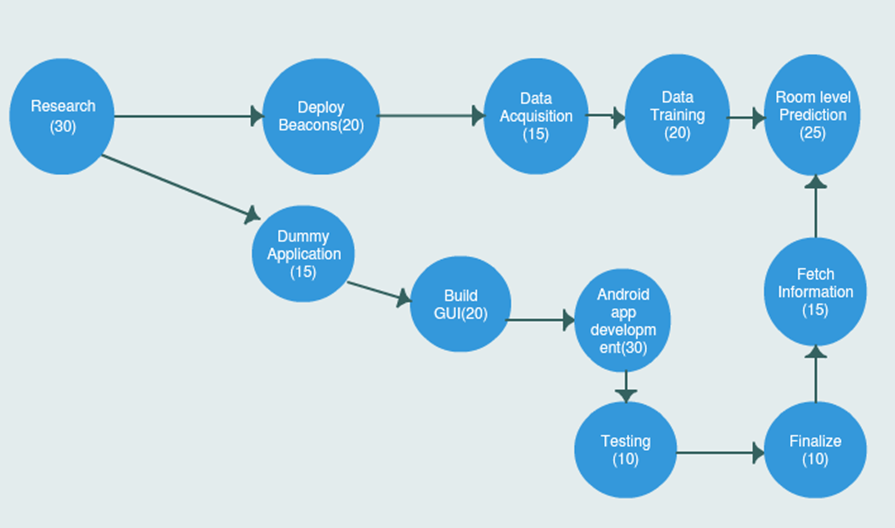 Research
(30)
Deploy
Beacons(20)
Data
Acquisition
(15)
Data
Training
(20)
Room level
Prediction
(25)
Dummy
Application
(15)
Build
GUI(20)
Android
app
developm
ent(30)
Fetch
Information
(15)
Testing
(10)
Finalize
(10)